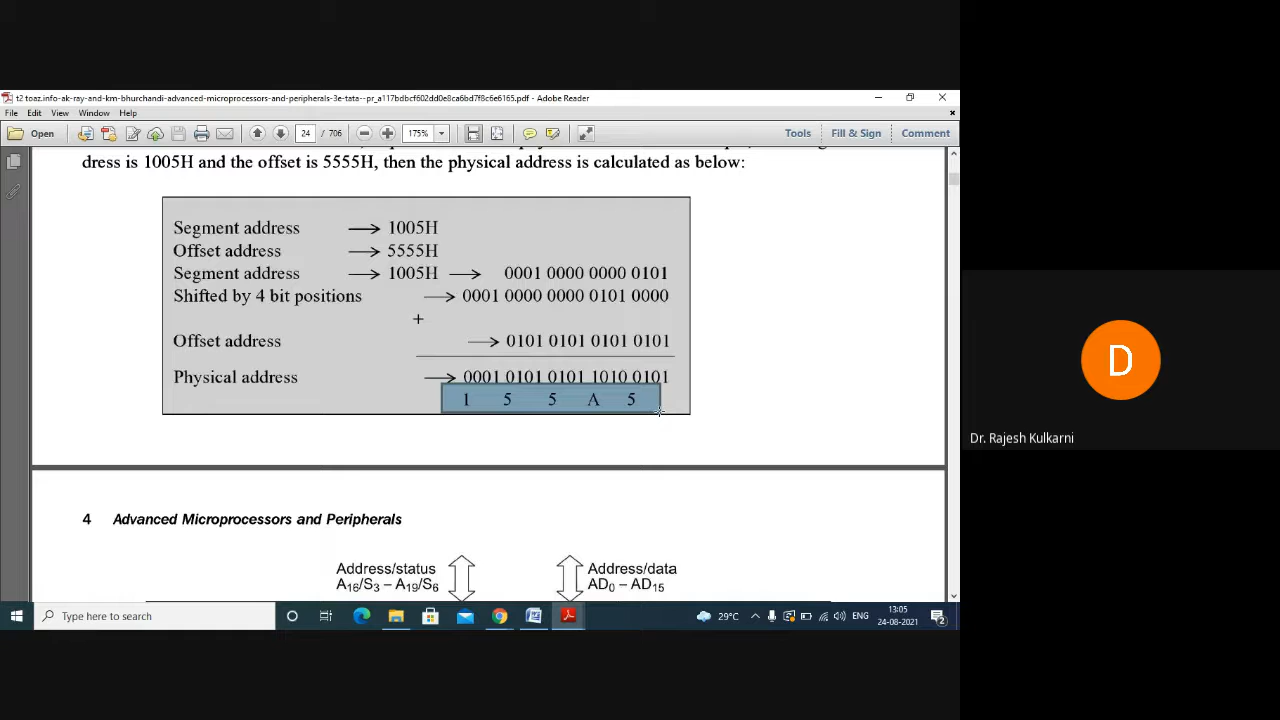 t2 toaz.info-ak-ray-and-km-bhurchandi-advanced-microprocessors-and-peripherals-3e-tata--pr_a117bdbcf602dd0e8ca6bd7f8c6e6165.pdf - Adobe Reader
File Edit View Window Help
Open 24 / 706 175% Tools Fill & Sign Comment
dress is 1005H and the offset is 5555H, then the physical address is calculated as below:
Segment address → 1005H
Offset address → 5555H
Segment address → 1005H → 0001 0000 0000 0101
Shifted by 4 bit positions → 0001 0000 0000 0101 0000
+
Offset address → 0101 0101 0101 0101
Physical address → 0001 0101 0101 1010 0101
1 5 5 A 5
4 Advanced Microprocessors and Peripherals
Address/status Address/data
A16/S3 – A19/S6 AD0 – AD15
Type here to search 29°C ENG 13:05
24-08-2021 2
D
Dr. Rajesh Kulkarni